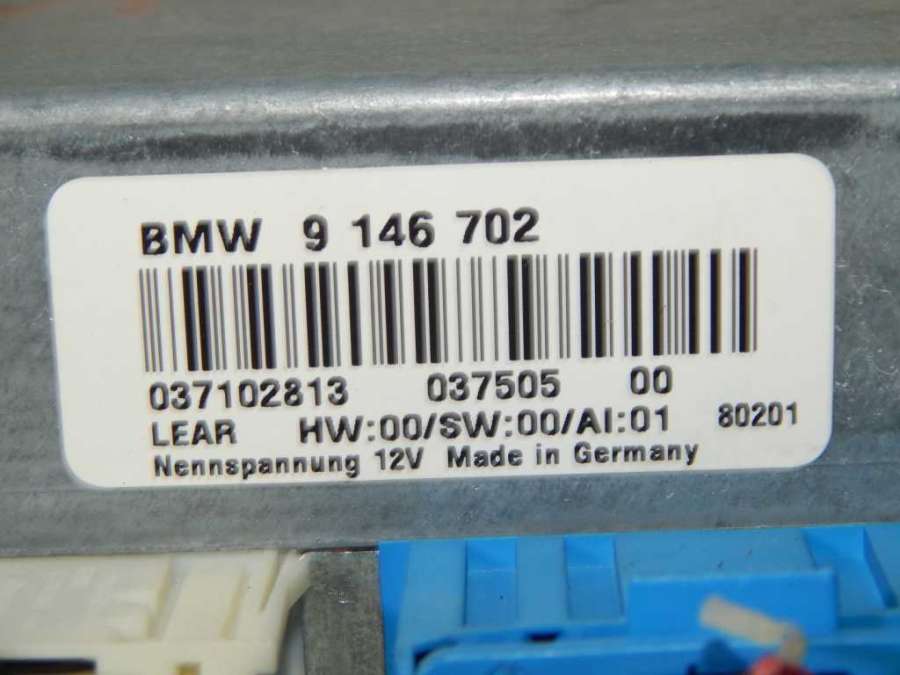 BMW 9 146 702
037102813 037505 00
LEAR HW:00/SW:00/AI:01 80201
Nennspannung 12V Made in Germany